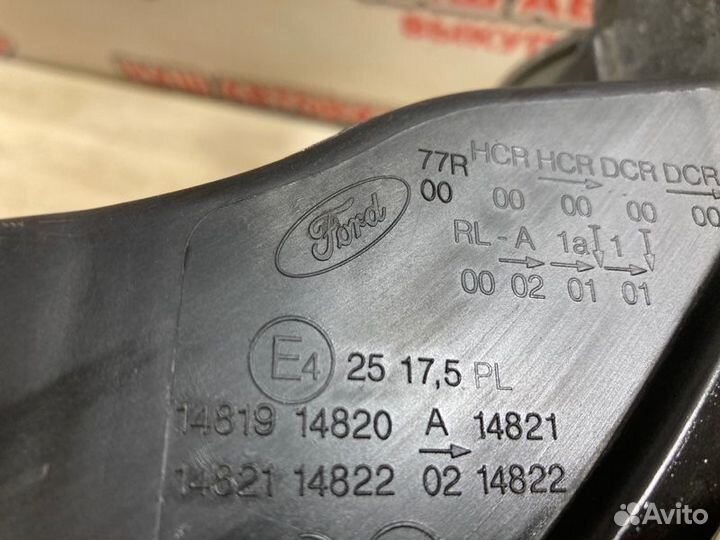 ВЫКУП
Ford
77R HCR HCR DCR DCR
00 00 00 00 00
RL - A 1a 1
00 02 01 01
E4 25 17,5 PL
14819 14820 A 14821
14821 14822 02 14822
Avito